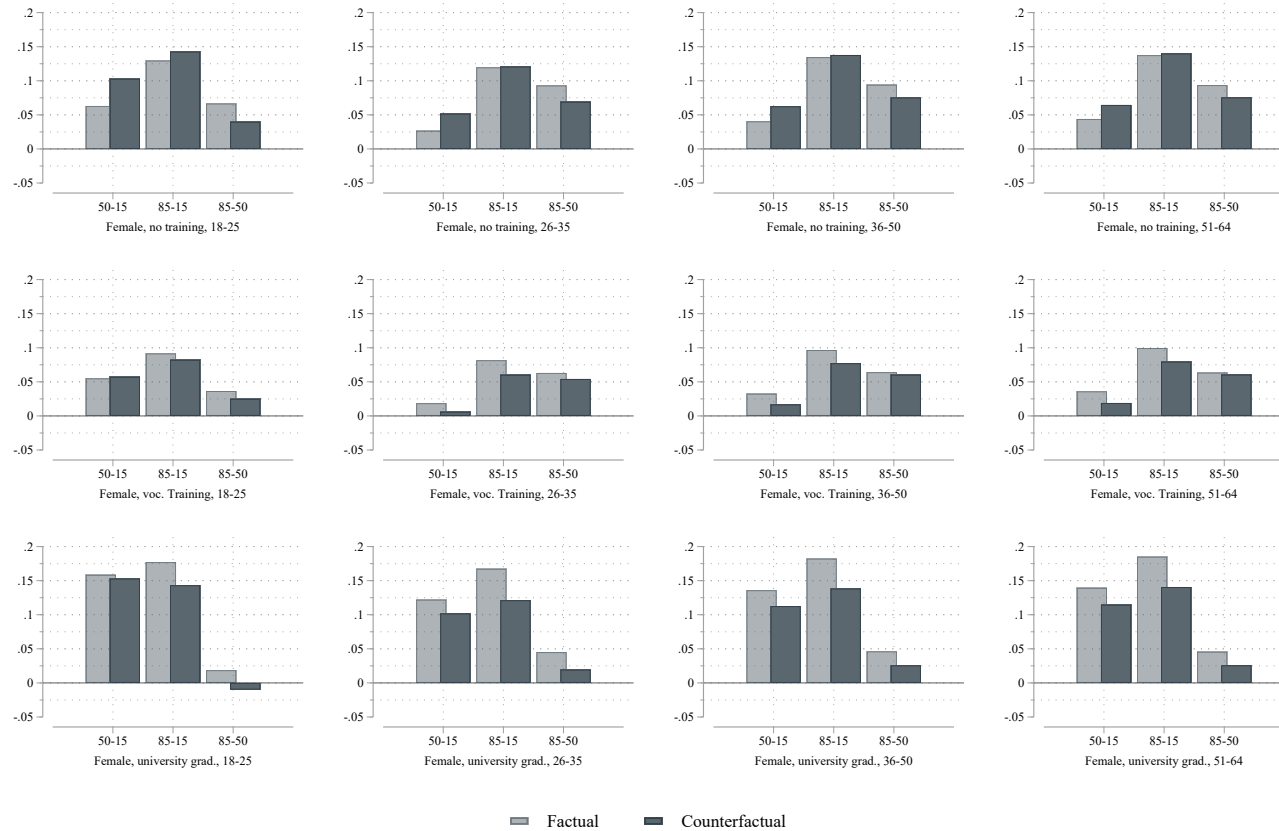 .2 .2 .2 .2
.15 .15 .15 .15
.1 .1 .1 .1
.05 .05 .05 .05
0 0 0 0
-.05 -.05 -.05 -.05
50-15 85-15 85-50 50-15 85-15 85-50 50-15 85-15 85-50 50-15 85-15 85-50
Female, no training, 18-25 Female, no training, 26-35 Female, no training, 36-50 Female, no training, 51-64
.2 .2 .2 .2
.15 .15 .15 .15
.1 .1 .1 .1
.05 .05 .05 .05
0 0 0 0
-.05 -.05 -.05 -.05
50-15 85-15 85-50 50-15 85-15 85-50 50-15 85-15 85-50 50-15 85-15 85-50
Female, voc. Training, 18-25 Female, voc. Training, 26-35 Female, voc. Training, 36-50 Female, voc. Training, 51-64
.2 .2 .2 .2
.15 .15 .15 .15
.1 .1 .1 .1
.05 .05 .05 .05
0 0 0 0
-.05 -.05 -.05 -.05
50-15 85-15 85-50 50-15 85-15 85-50 50-15 85-15 85-50 50-15 85-15 85-50
Female, university grad., 18-25 Female, university grad., 26-35 Female, university grad., 36-50 Female, university grad., 51-64
Factual Counterfactual